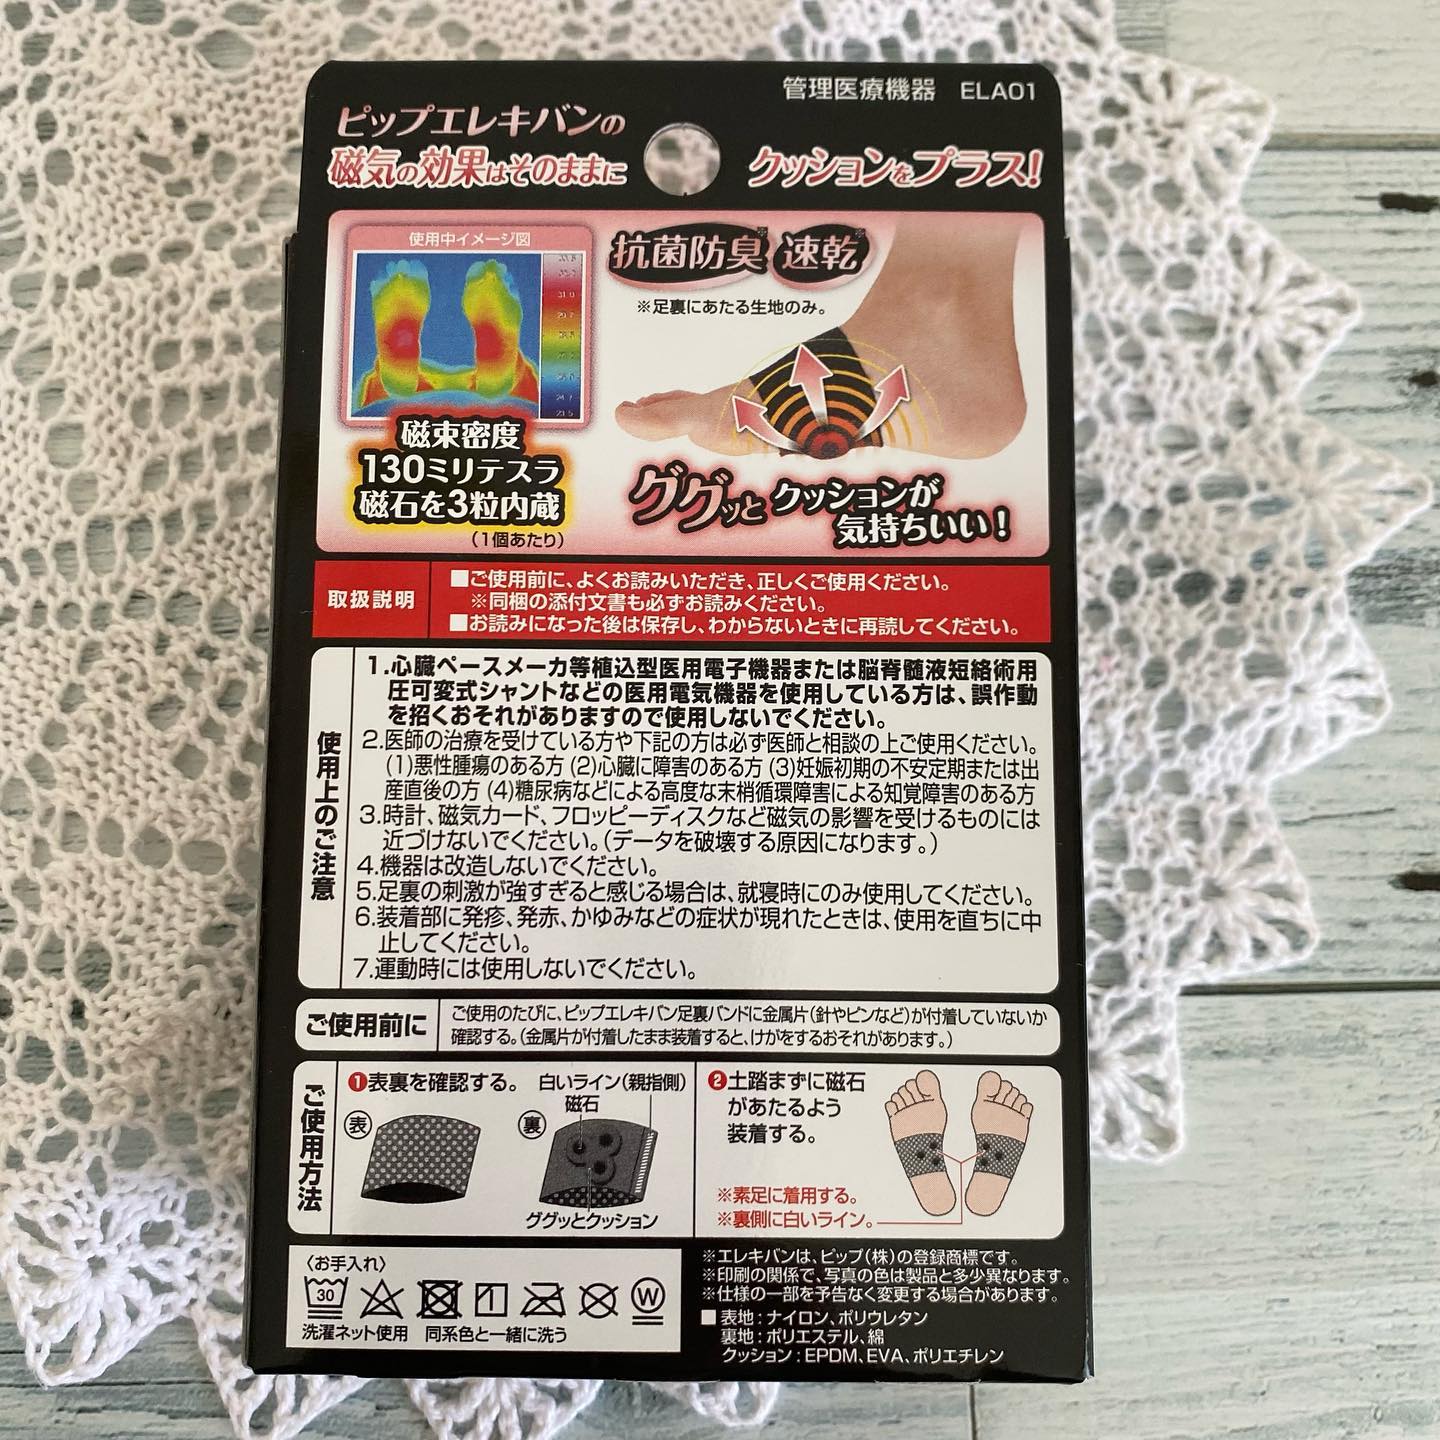 管理医療機器 ELA01
ピップエレキバンの
磁気の効果はそのままに
クッションをプラス!
使用中イメージ図
抗菌防臭※ 速乾※
※足裏にあたる生地のみ。
磁束密度
130ミリテスラ
磁石を3粒内蔵
(1個あたり)
ググッとクッションが
気持ちいい!
取扱説明
■ご使用前に、よくお読みいただき、正しくご使用ください。
※同梱の添付文書も必ずお読みください。
■お読みになった後は保存し、わからないときに再読してください。
使用上のご注意
1.心臓ペースメーカ等植込型医用電子機器または脳脊髄液短絡術用
圧可変式シャントなどの医用電気機器を使用している方は、誤作動
を招くおそれがありますので使用しないでください。
2.医師の治療を受けている方や下記の方は必ず医師と相談の上ご使用ください。
(1)悪性腫瘍のある方 (2)心臓に障害のある方 (3)妊娠初期の不安定期または出
産直後の方 (4)糖尿病などによる高度な末梢循環障害による知覚障害のある方
3.時計、磁気カード、フロッピーディスクなど磁気の影響を受けるものには
近づけないでください。(データを破壊する原因になります。)
4.機器は改造しないでください。
5.足裏の刺激が強すぎると感じる場合は、就寝時にのみ使用してください。
6.装着部に発疹、発赤、かゆみなどの症状が現れたときは、使用を直ちに中
止してください。
7.運動時には使用しないでください。
ご使用前に
ご使用のたびに、ピップエレキバン足裏バンドに金属片(針やピンなど)が付着していないか
確認する。(金属片が付着したまま装着すると、けがをするおそれがあります。)
ご使用方法
❶表裏を確認する。
白いライン(親指側)
磁石
表
裏
ググッとクッション
❷土踏まずに磁石
があたるよう
装着する。
※素足に着用する。
※裏側に白いライン。
〈お手入れ〉
30
W
洗濯ネット使用 同系色と一緒に洗う
※エレキバンは、ピップ(株)の登録商標です。
※印刷の関係で、写真の色は製品と多少異なります。
※仕様の一部を予告なく変更する場合があります。
■表地:ナイロン、ポリウレタン
裏地:ポリエステル、綿
クッション:EPDM、EVA、ポリエチレン